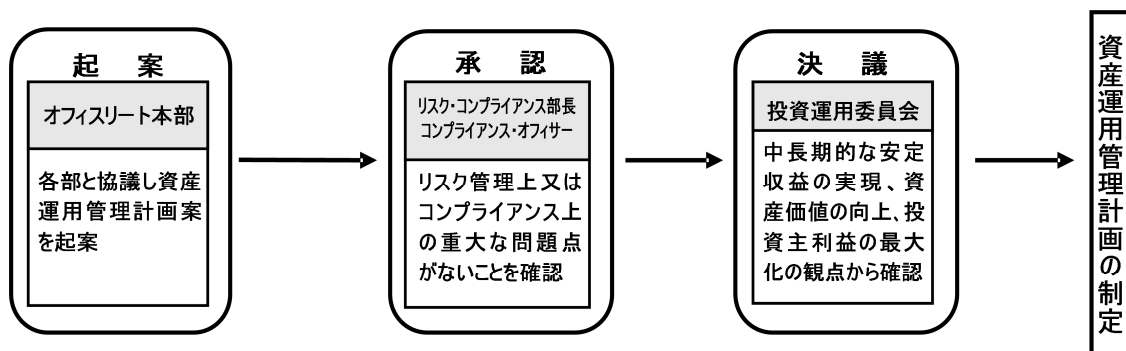 起 案
オフィスリート本部
各部と協議し資産
運用管理計画案
を起案
承 認
リスク・コンプライアンス部長
コンプライアンス・オフィサー
リスク管理上又は
コンプライアンス上
の重大な問題点
がないことを確認
決 議
投資運用委員会
中長期的な安定
収益の実現、資
産価値の向上、投
資主利益の最大
化の観点から確認
資産運用管理計画の制定